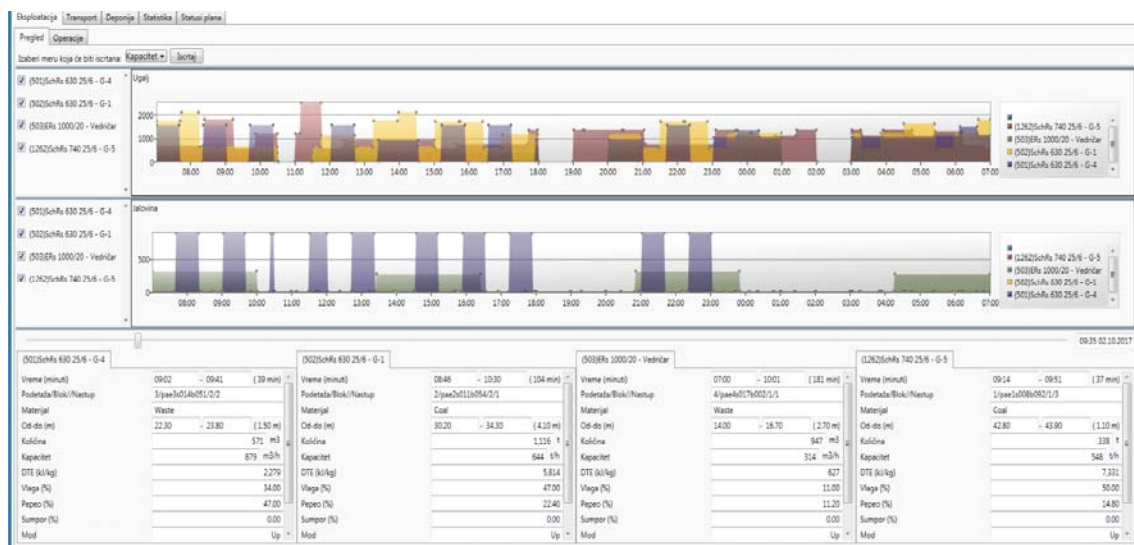 Eksploatacija Transport Deponija Statistika Statusi plana
Pregled Operacije
Izaberi meru koja će biti iscrtana: Kapacitet Iscrtaj
(501)SchRs 630 25/6 - G-4
(502)SchRs 630 25/6 - G-1
(503)ERs 1000/20 - Vedričar
(1262)SchRs 740 25/6 - G-5
Ugalj
2000
1000
0
08:00 09:00 10:00 11:00 12:00 13:00 14:00 15:00 16:00 17:00 18:00 19:00 20:00 21:00 22:00 23:00 00:00 01:00 02:00 03:00 04:00 05:00 06:00 07:00
(1262)SchRs 740 25/6 - G-5
(503)ERs 1000/20 - Vedričar
(502)SchRs 630 25/6 - G-1
(501)SchRs 630 25/6 - G-4
(501)SchRs 630 25/6 - G-4
(502)SchRs 630 25/6 - G-1
(503)ERs 1000/20 - Vedričar
(1262)SchRs 740 25/6 - G-5
Jalovina
500
0
08:00 09:00 10:00 11:00 12:00 13:00 14:00 15:00 16:00 17:00 18:00 19:00 20:00 21:00 22:00 23:00 00:00 01:00 02:00 03:00 04:00 05:00 06:00 07:00
(1262)SchRs 740 25/6 - G-5
(503)ERs 1000/20 - Vedričar
(502)SchRs 630 25/6 - G-1
(501)SchRs 630 25/6 - G-4
09:35 02.10.2017
(501)SchRs 630 25/6 - G-4
Vreme (minuti) 09:02 - 09:41 (39 min)
Podetaža/Blok//Nastup 3/pae3s014b051/2/2
Materijal Waste
Od-do (m) 22.30 - 23.80 (1.50 m)
Količina 571 m3
Kapacitet 879 m3/h
DTE (kJ/kg) 2,279
Vlaga (%) 34.00
Pepeo (%) 47.00
Sumpor (%) 0.00
Mod Up
(502)SchRs 630 25/6 - G-1
Vreme (minuti) 08:46 - 10:30 (104 min)
Podetaža/Blok//Nastup 2/pae2s011b054/2/1
Materijal Coal
Od-do (m) 30.20 - 34.30 (4.10 m)
Količina 1,116 t
Kapacitet 644 t/h
DTE (kJ/kg) 5,814
Vlaga (%) 47.00
Pepeo (%) 22.40
Sumpor (%) 0.00
Mod Up
(503)ERs 1000/20 - Vedričar
Vreme (minuti) 07:00 - 10:01 (181 min)
Podetaža/Blok//Nastup 4/pae4s017b002/1/1
Materijal Waste
Od-do (m) 14.00 - 16.70 (2.70 m)
Količina 947 m3
Kapacitet 314 m3/h
DTE (kJ/kg) 627
Vlaga (%) 11.00
Pepeo (%) 11.20
Sumpor (%) 0.00
Mod Up
(1262)SchRs 740 25/6 - G-5
Vreme (minuti) 09:14 - 09:51 (37 min)
Podetaža/Blok//Nastup 1/pae1s008b092/1/3
Materijal Coal
Od-do (m) 42.80 - 43.90 (1.10 m)
Količina 338 t
Kapacitet 548 t/h
DTE (kJ/kg) 7,331
Vlaga (%) 50.00
Pepeo (%) 14.80
Sumpor (%) 0.00
Mod Up